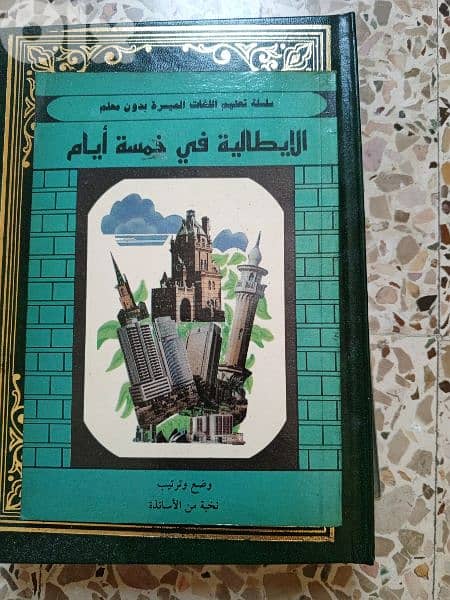 سلسلة تعليم اللغات الميسرة بدون معلم
الإيطالية في خمسة أيام
وضع وترتيب
نخبة من الأساتذة